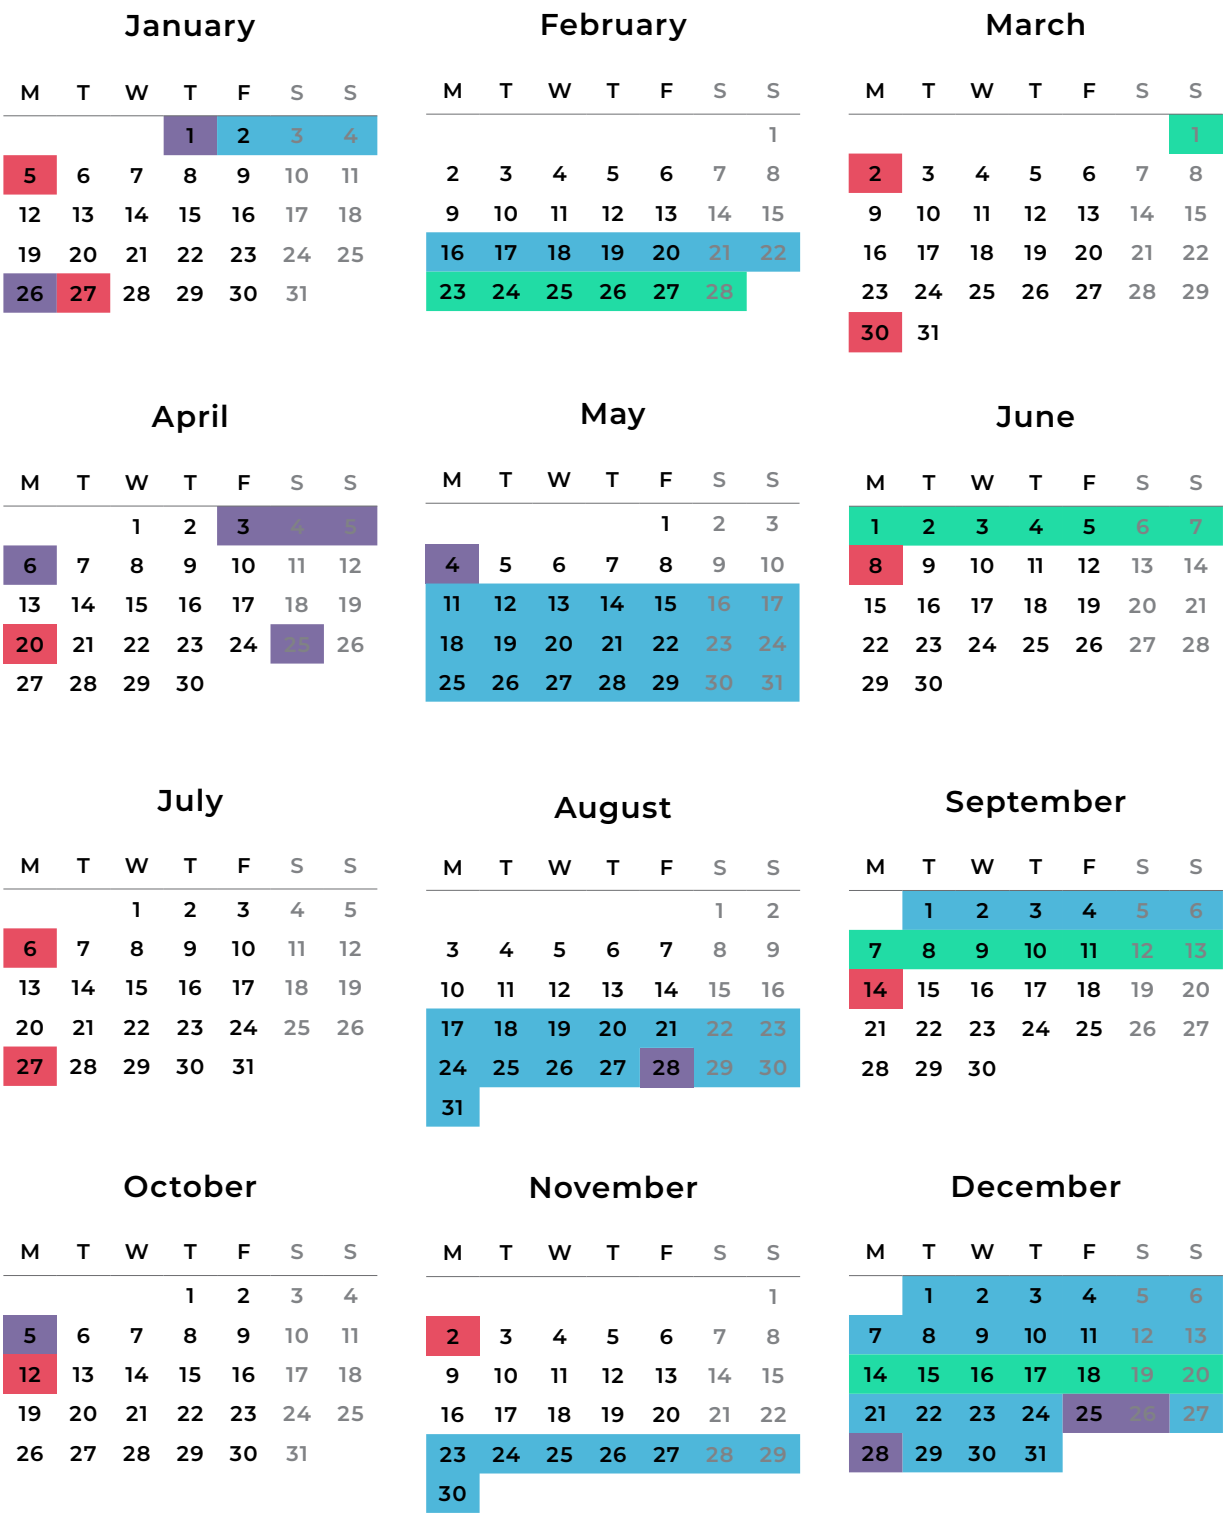 January
M T W T F S S
1 2 3 4
5 6 7 8 9 10 11
12 13 14 15 16 17 18
19 20 21 22 23 24 25
26 27 28 29 30 31
February
M T W T F S S
1
2 3 4 5 6 7 8
9 10 11 12 13 14 15
16 17 18 19 20 21 22
23 24 25 26 27 28
March
M T W T F S S
1
2 3 4 5 6 7 8
9 10 11 12 13 14 15
16 17 18 19 20 21 22
23 24 25 26 27 28 29
30 31
April
M T W T F S S
1 2 3 4 5
6 7 8 9 10 11 12
13 14 15 16 17 18 19
20 21 22 23 24 25 26
27 28 29 30
May
M T W T F S S
1 2 3
4 5 6 7 8 9 10
11 12 13 14 15 16 17
18 19 20 21 22 23 24
25 26 27 28 29 30 31
June
M T W T F S S
1 2 3 4 5 6 7
8 9 10 11 12 13 14
15 16 17 18 19 20 21
22 23 24 25 26 27 28
29 30
July
M T W T F S S
1 2 3 4 5
6 7 8 9 10 11 12
13 14 15 16 17 18 19
20 21 22 23 24 25 26
27 28 29 30 31
August
M T W T F S S
1 2
3 4 5 6 7 8 9
10 11 12 13 14 15 16
17 18 19 20 21 22 23
24 25 26 27 28 29 30
31
September
M T W T F S S
1 2 3 4 5 6
7 8 9 10 11 12 13
14 15 16 17 18 19 20
21 22 23 24 25 26 27
28 29 30
October
M T W T F S S
1 2 3 4
5 6 7 8 9 10 11
12 13 14 15 16 17 18
19 20 21 22 23 24 25
26 27 28 29 30 31
November
M T W T F S S
1
2 3 4 5 6 7 8
9 10 11 12 13 14 15
16 17 18 19 20 21 22
23 24 25 26 27 28 29
30
December
M T W T F S S
1 2 3 4 5 6
7 8 9 10 11 12 13
14 15 16 17 18 19 20
21 22 23 24 25 26 27
28 29 30 31